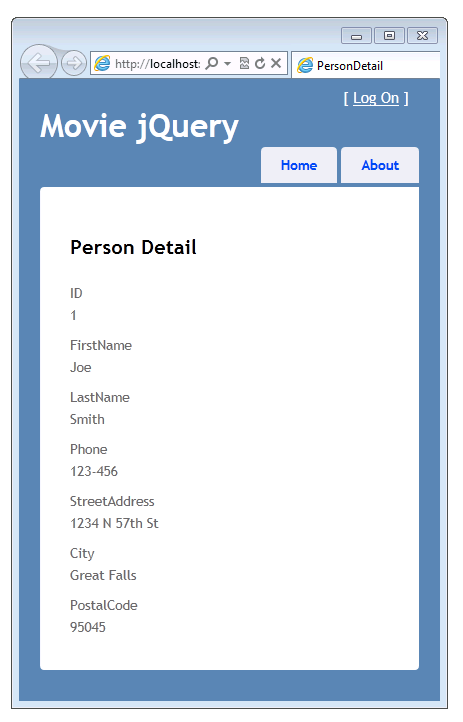 http://localhost:
PersonDetail
[ Log On ]
Movie jQuery
Home About
Person Detail
ID
1
FirstName
Joe
LastName
Smith
Phone
123-456
StreetAddress
1234 N 57th St
City
Great Falls
PostalCode
95045